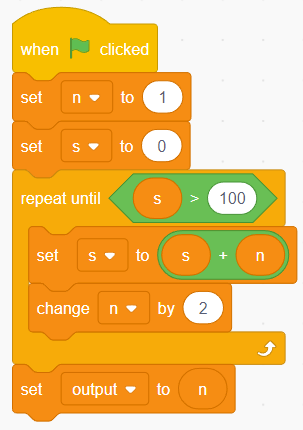 when clicked
set n to 1
set s to 0
repeat until s > 100
set s to s + n
change n by 2
set output to n